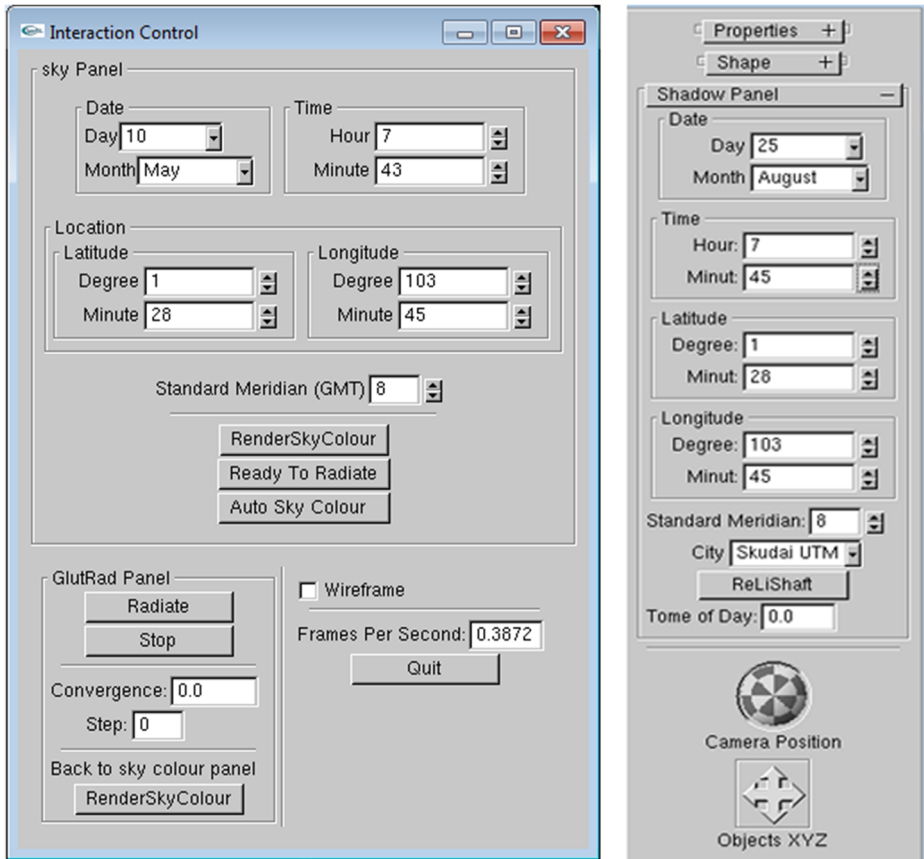 Interaction Control
sky Panel
Date
Day 10
Month May
Time
Hour 7
Minute 43
Location
Latitude
Degree 1
Minute 28
Longitude
Degree 103
Minute 45
Standard Meridian (GMT) 8
RenderSkyColour
Ready To Radiate
Auto Sky Colour
GlutRad Panel
Radiate
Stop
Convergence: 0.0
Step: 0
Back to sky colour panel
RenderSkyColour
Wireframe
Frames Per Second: 0.3872
Quit
Properties +
Shape +
Shadow Panel –
Date
Day 25
Month August
Time
Hour: 7
Minut: 45
Latitude
Degree: 1
Minut: 28
Longitude
Degree: 103
Minut: 45
Standard Meridian: 8
City Skudai UTM
ReLiShaft
Tome of Day: 0.0
Camera Position
Objects XYZ